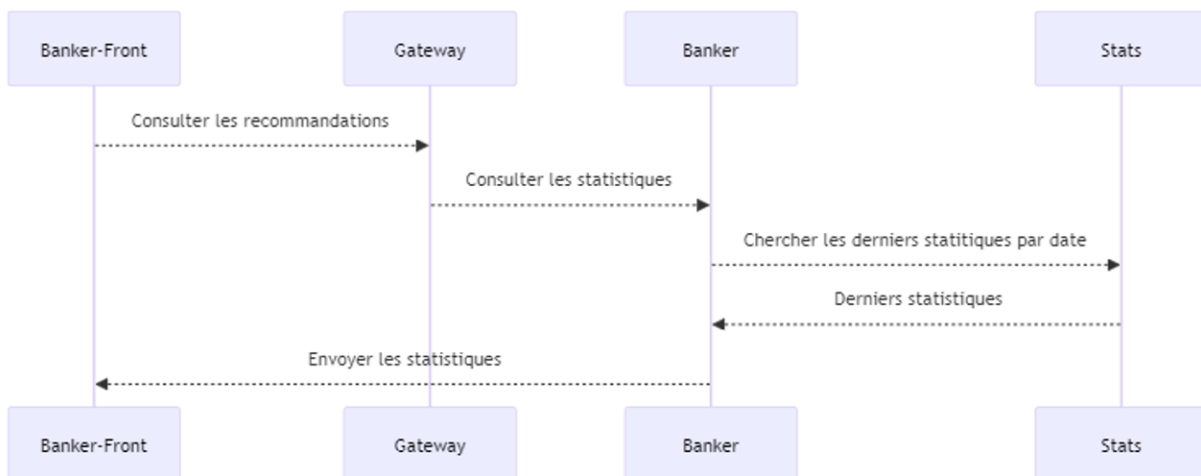 Banker-Front
Gateway
Banker
Stats
Consulter les recommandations
Consulter les statistiques
Chercher les derniers statitiques par date
Derniers statistiques
Envoyer les statistiques
Banker-Front
Gateway
Banker
Stats